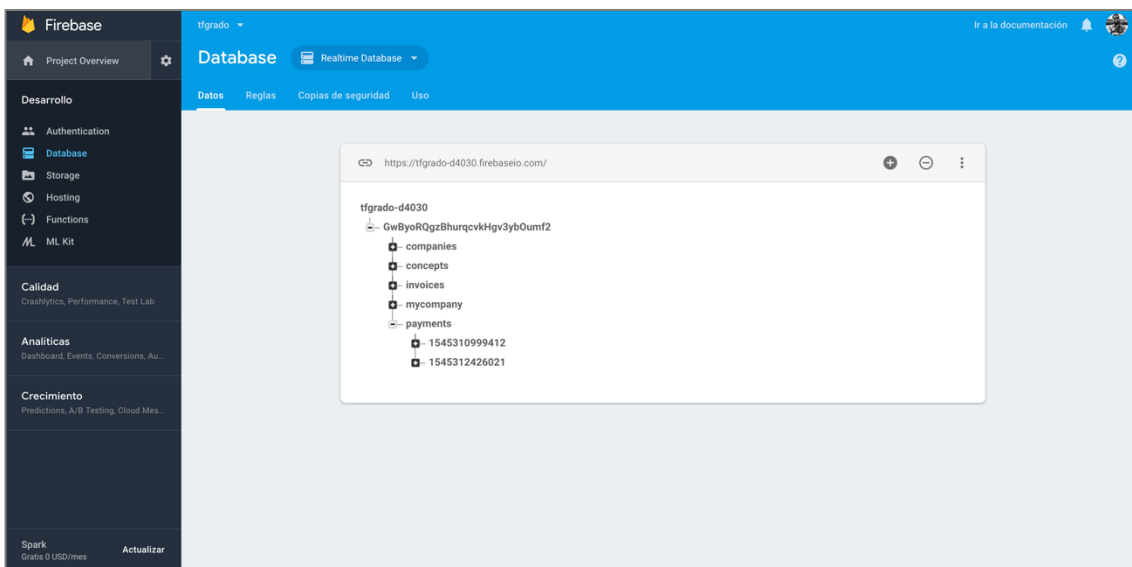 Firebase
Project Overview
Desarrollo
Authentication
Database
Storage
Hosting
Functions
ML Kit
Calidad
Crashlytics, Performance, Test Lab
Analíticas
Dashboard, Events, Conversions, Au...
Crecimiento
Predictions, A/B Testing, Cloud Mes...
Spark
Gratis 0 USD/mes
Actualizar
tfgrado
Ir a la documentación
Database
Realtime Database
Datos Reglas Copias de seguridad Uso
https://tfgrado-d4030.firebaseio.com/
tfgrado-d4030
GwByoRQgzBhurqcvkHgv3ybOumf2
companies
concepts
invoices
mycompany
payments
1545310999412
1545312426021